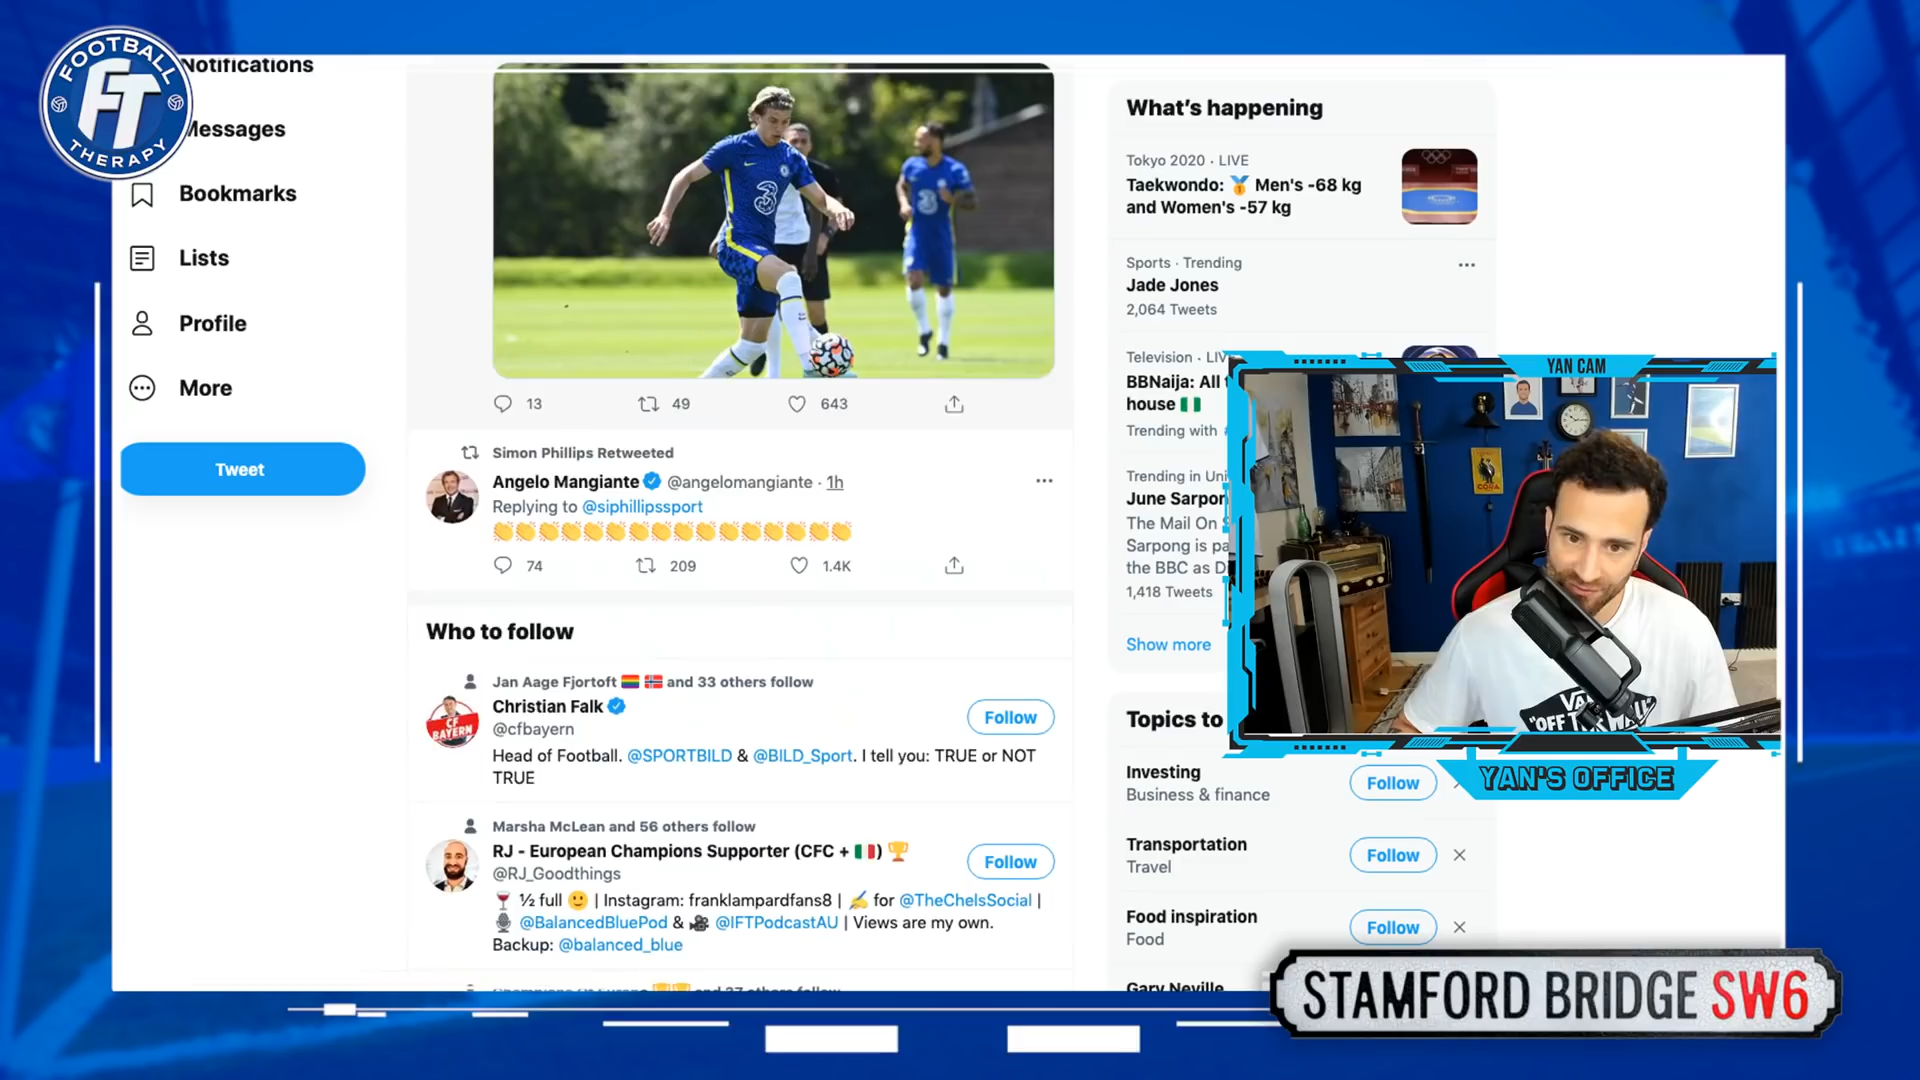 FOOTBALL
FT
THERAPY
Notifications
Messages
Bookmarks
Lists
Profile
More
Tweet
13
49
643
Simon Phillips Retweeted
Angelo Mangiante @angelomangiante · 1h
Replying to @siphillipssport
👏👏👏👏👏👏👏👏👏👏👏👏👏👏👏👏
74
209
1.4K
Who to follow
Jan Aage Fjortoft 🏳️‍🌈 🇳🇴 and 33 others follow
Christian Falk
CF
BAYERN
Follow
@cfbayern
Head of Football. @SPORTBILD & @BILD_Sport. I tell you: TRUE or NOT
TRUE
Marsha McLean and 56 others follow
RJ - European Champions Supporter (CFC + 🇮🇹) 🏆
Follow
@RJ_Goodthings
🍷 ½ full 🙂 | Instagram: franklampardfans8 | ✍️ for @TheChelsSocial |
🎙️ @BalancedBluePod & 🎥 @IFTPodcastAU | Views are my own.
Backup: @balanced_blue
What's happening
Tokyo 2020 · LIVE
Taekwondo: 🥇 Men's -68 kg
and Women's -57 kg
Sports · Trending
Jade Jones
2,064 Tweets
Television · LIV
BBNaija: All
house 🇳🇬
Trending with
Trending in Uni
June Sarpon
The Mail On
Sarpong is pa
the BBC as D
1,418 Tweets
Show more
Topics to
Investing
Business & finance
Follow
Transportation
Travel
Follow
Food inspiration
Food
Follow
Gary Neville
YAN CAM
VANS
"OFF THE WALL"
YAN'S OFFICE
STAMFORD BRIDGE SW6